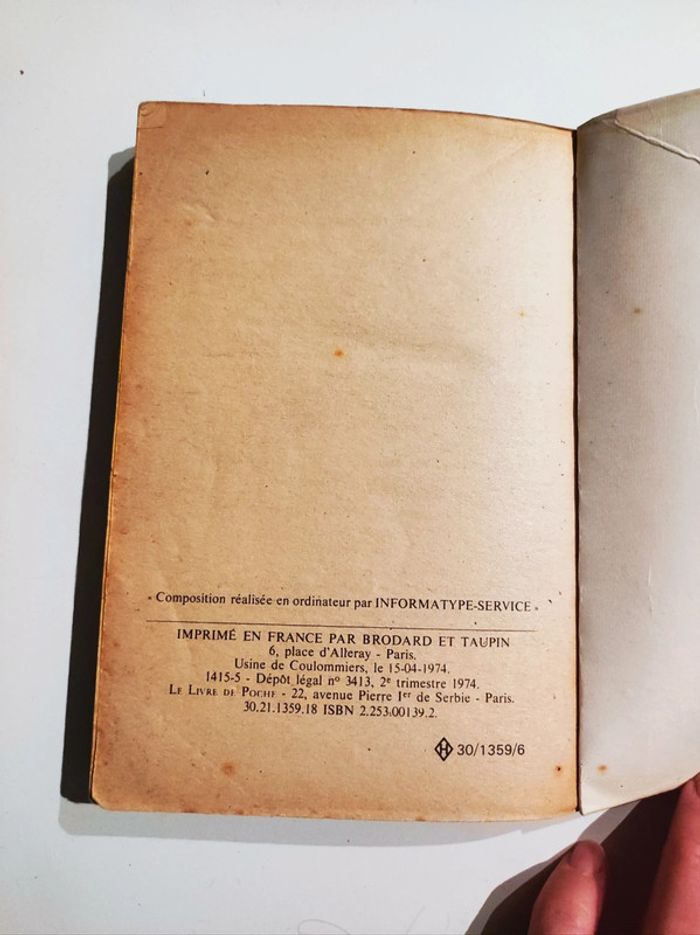 « Composition réalisée en ordinateur par INFORMATYPE-SERVICE »
IMPRIMÉ EN FRANCE PAR BRODARD ET TAUPIN
6, place d'Alleray - Paris.
Usine de Coulommiers, le 15-04-1974.
1415-5 - Dépôt légal nº 3413, 2ᵉ trimestre 1974.
LE LIVRE DE POCHE - 22, avenue Pierre Iᵉʳ de Serbie - Paris.
30.21.1359.18 ISBN 2.253.00139.2.
H 30/1359/6